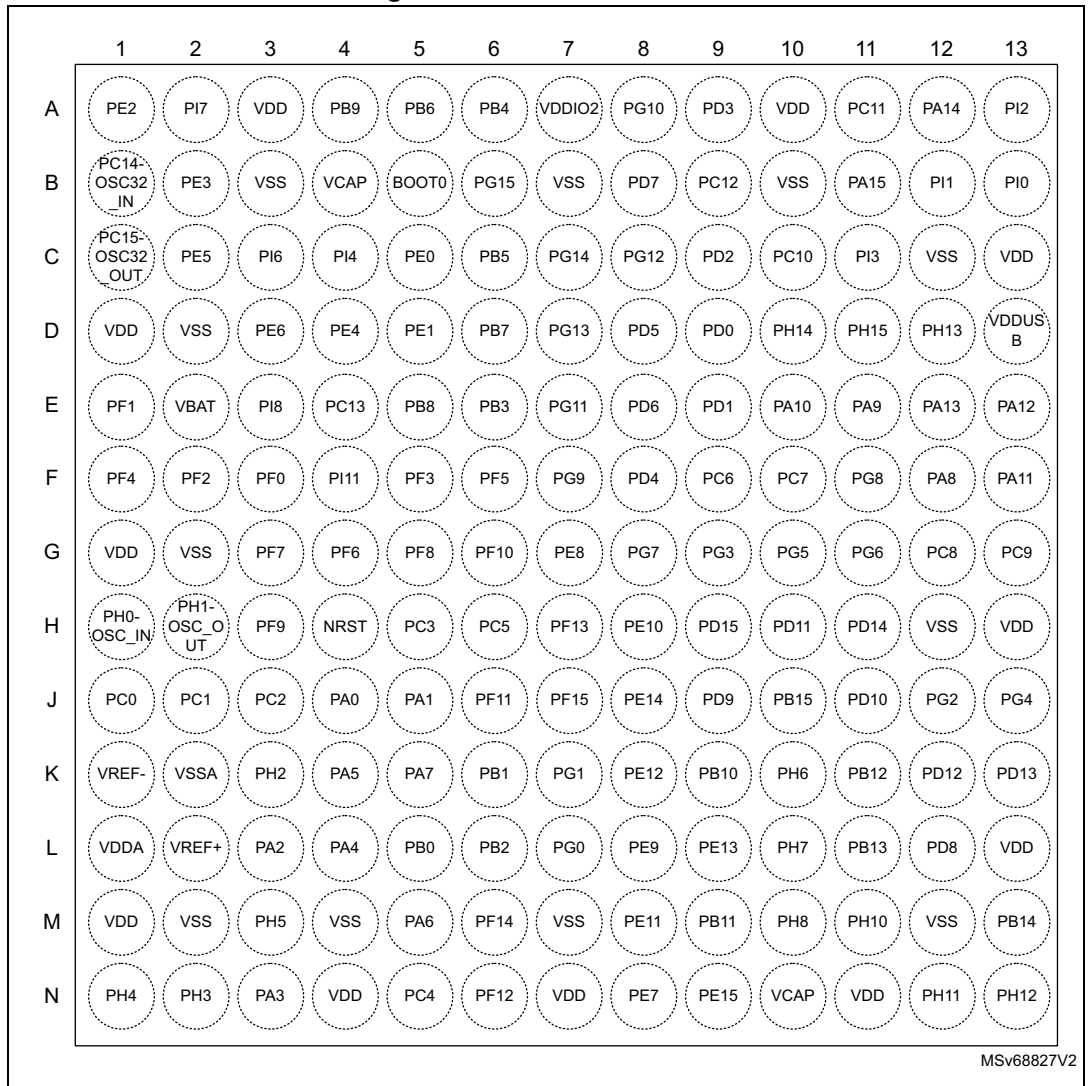 1 2 3 4 5 6 7 8 9 10 11 12 13
A PE2 PI7 VDD PB9 PB6 PB4 VDDIO2 PG10 PD3 VDD PC11 PA14 PI2
B PC14-OSC32_IN PE3 VSS VCAP BOOT0 PG15 VSS PD7 PC12 VSS PA15 PI1 PI0
C PC15-OSC32_OUT PE5 PI6 PI4 PE0 PB5 PG14 PG12 PD2 PC10 PI3 VSS VDD
D VDD VSS PE6 PE4 PE1 PB7 PG13 PD5 PD0 PH14 PH15 PH13 VDDUSB
E PF1 VBAT PI8 PC13 PB8 PB3 PG11 PD6 PD1 PA10 PA9 PA13 PA12
F PF4 PF2 PF0 PI11 PF3 PF5 PG9 PD4 PC6 PC7 PG8 PA8 PA11
G VDD VSS PF7 PF6 PF8 PF10 PE8 PG7 PG3 PG5 PG6 PC8 PC9
H PH0-OSC_IN PH1-OSC_OUT PF9 NRST PC3 PC5 PF13 PE10 PD15 PD11 PD14 VSS VDD
J PC0 PC1 PC2 PA0 PA1 PF11 PF15 PE14 PD9 PB15 PD10 PG2 PG4
K VREF- VSSA PH2 PA5 PA7 PB1 PG1 PE12 PB10 PH6 PB12 PD12 PD13
L VDDA VREF+ PA2 PA4 PB0 PB2 PG0 PE9 PE13 PH7 PB13 PD8 VDD
M VDD VSS PH5 VSS PA6 PF14 VSS PE11 PB11 PH8 PH10 VSS PB14
N PH4 PH3 PA3 VDD PC4 PF12 VDD PE7 PE15 VCAP VDD PH11 PH12
MSv68827V2